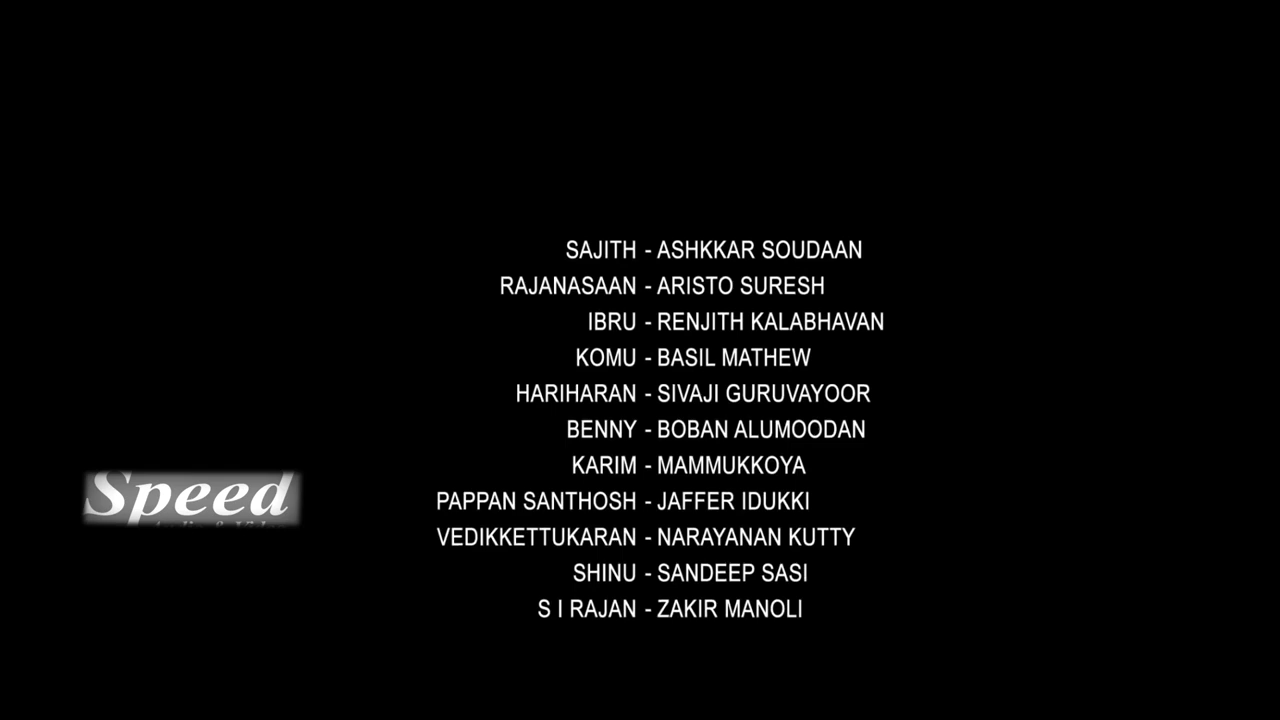 SAJITH - ASHKKAR SOUDAAN
RAJANASAAN - ARISTO SURESH
IBRU - RENJITH KALABHAVAN
KOMU - BASIL MATHEW
HARIHARAN - SIVAJI GURUVAYOOR
BENNY - BOBAN ALUMOODAN
KARIM - MAMMUKKOYA
PAPPAN SANTHOSH - JAFFER IDUKKI
VEDIKKETTUKARAN - NARAYANAN KUTTY
SHINU - SANDEEP SASI
S I RAJAN - ZAKIR MANOLI
Speed